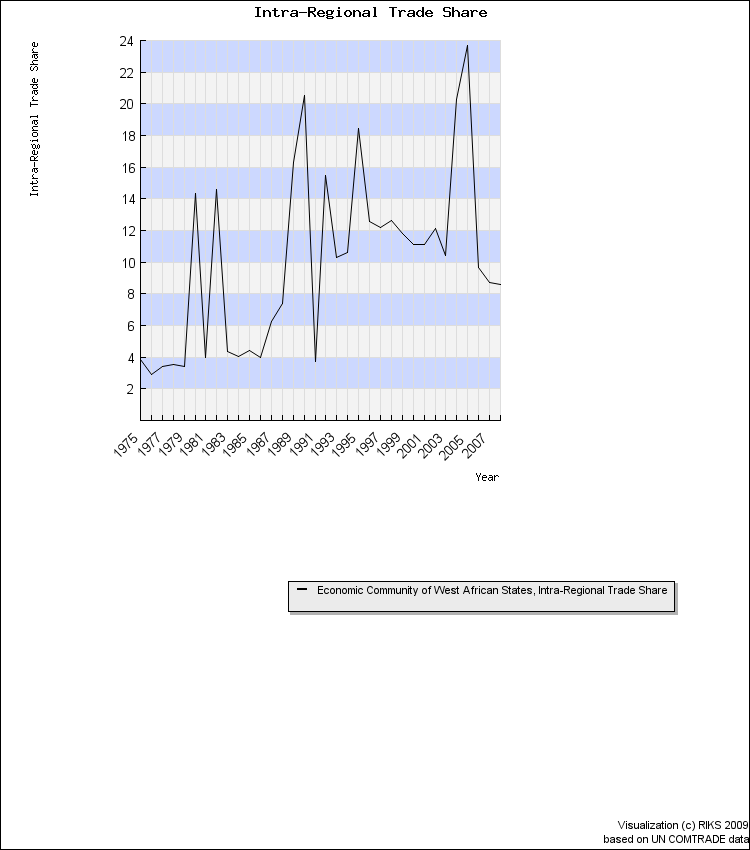 Intra-Regional Trade Share
Intra-Regional Trade Share
24
22
20
18
16
14
12
10
8
6
4
2
1975 1977 1979 1981 1983 1985 1987 1989 1991 1993 1995 1997 1999 2001 2003 2005 2007
Year
Economic Community of West African States, Intra-Regional Trade Share
Visualization (c) RIKS 2009
based on UN COMTRADE data